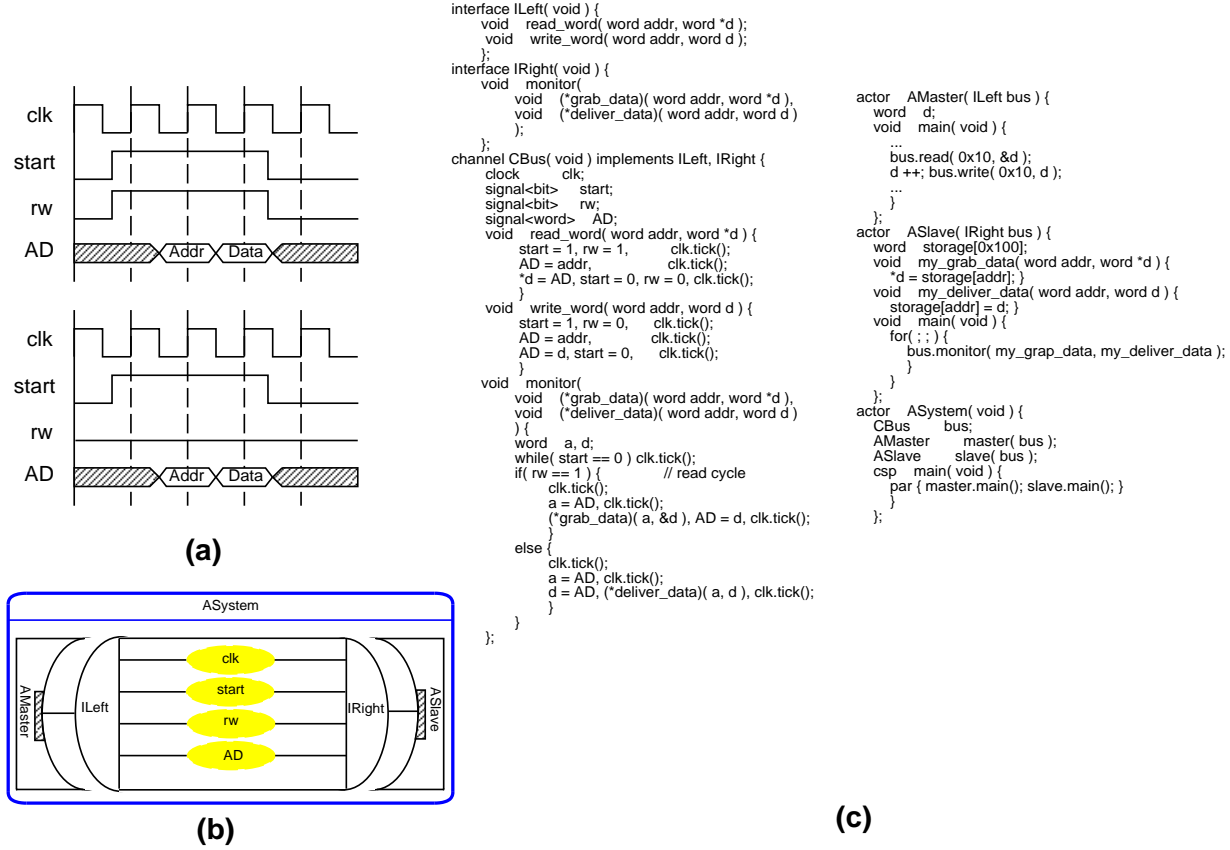 clk
start
rw
AD
Addr
Data
clk
start
rw
AD
Addr
Data
(a)
ASystem
AMaster
ILeft
clk
start
rw
AD
IRight
ASlave
(b)
interface ILeft( void ) {
void read_word( word addr, word *d );
void write_word( word addr, word d );
};
interface IRight( void ) {
void monitor(
void (*grab_data)( word addr, word *d ),
void (*deliver_data)( word addr, word d )
);
};
channel CBus( void ) implements ILeft, IRight {
clock clk;
signal<bit> start;
signal<bit> rw;
signal<word> AD;
void read_word( word addr, word *d ) {
start = 1, rw = 1, clk.tick();
AD = addr, clk.tick();
*d = AD, start = 0, rw = 0, clk.tick();
}
void write_word( word addr, word d ) {
start = 1, rw = 0, clk.tick();
AD = addr, clk.tick();
AD = d, start = 0, clk.tick();
}
void monitor(
void (*grab_data)( word addr, word *d ),
void (*deliver_data)( word addr, word d )
) {
word a, d;
while( start == 0 ) clk.tick();
if( rw == 1 ) { // read cycle
clk.tick();
a = AD, clk.tick();
(*grab_data)( a, &d ), AD = d, clk.tick();
}
else {
clk.tick();
a = AD, clk.tick();
d = AD, (*deliver_data)( a, d ), clk.tick();
}
}
};
actor AMaster( ILeft bus ) {
word d;
void main( void ) {
...
bus.read( 0x10, &d );
d ++; bus.write( 0x10, d );
...
}
};
actor ASlave( IRight bus ) {
word storage[0x100];
void my_grab_data( word addr, word *d ) {
*d = storage[addr]; }
void my_deliver_data( word addr, word d ) {
storage[addr] = d; }
void main( void ) {
for( ; ; ) {
bus.monitor( my_grap_data, my_deliver_data );
}
}
};
actor ASystem( void ) {
CBus bus;
AMaster master( bus );
ASlave slave( bus );
csp main( void ) {
par { master.main(); slave.main(); }
}
};
(c)